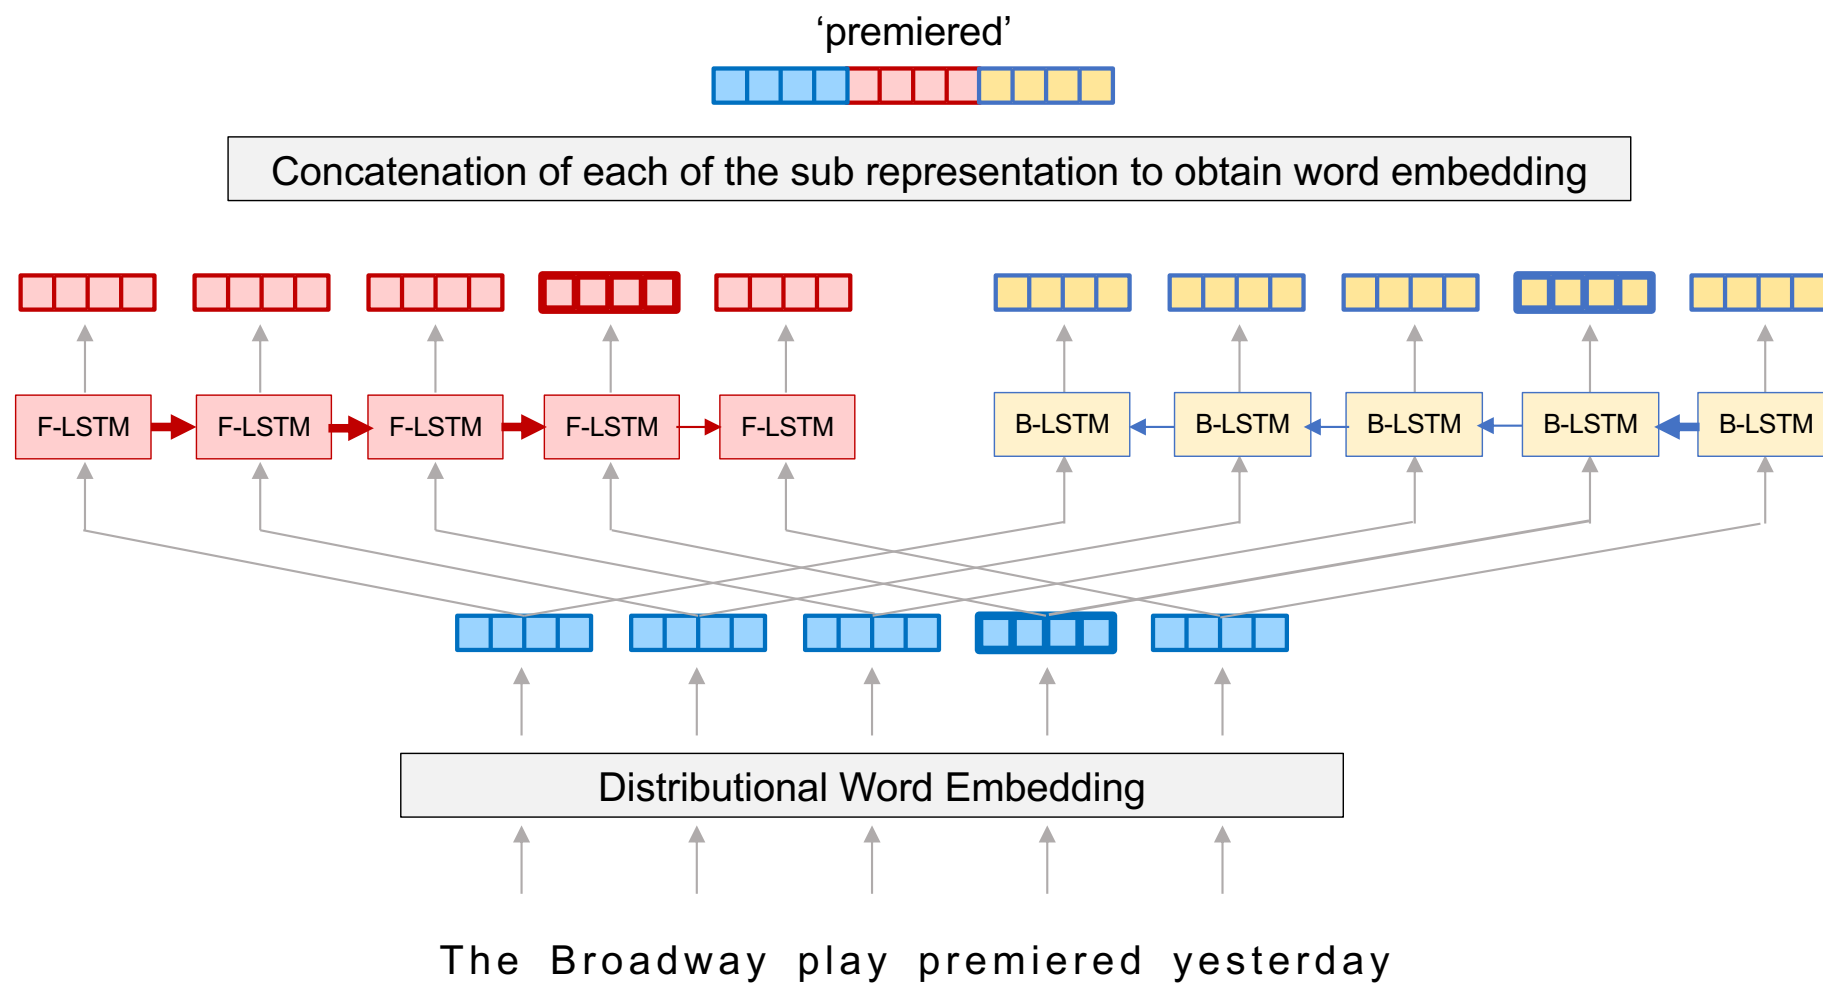 ‘premiered’
Concatenation of each of the sub representation to obtain word embedding
F-LSTM F-LSTM F-LSTM F-LSTM F-LSTM B-LSTM B-LSTM B-LSTM B-LSTM B-LSTM
Distributional Word Embedding
The Broadway play premiered yesterday